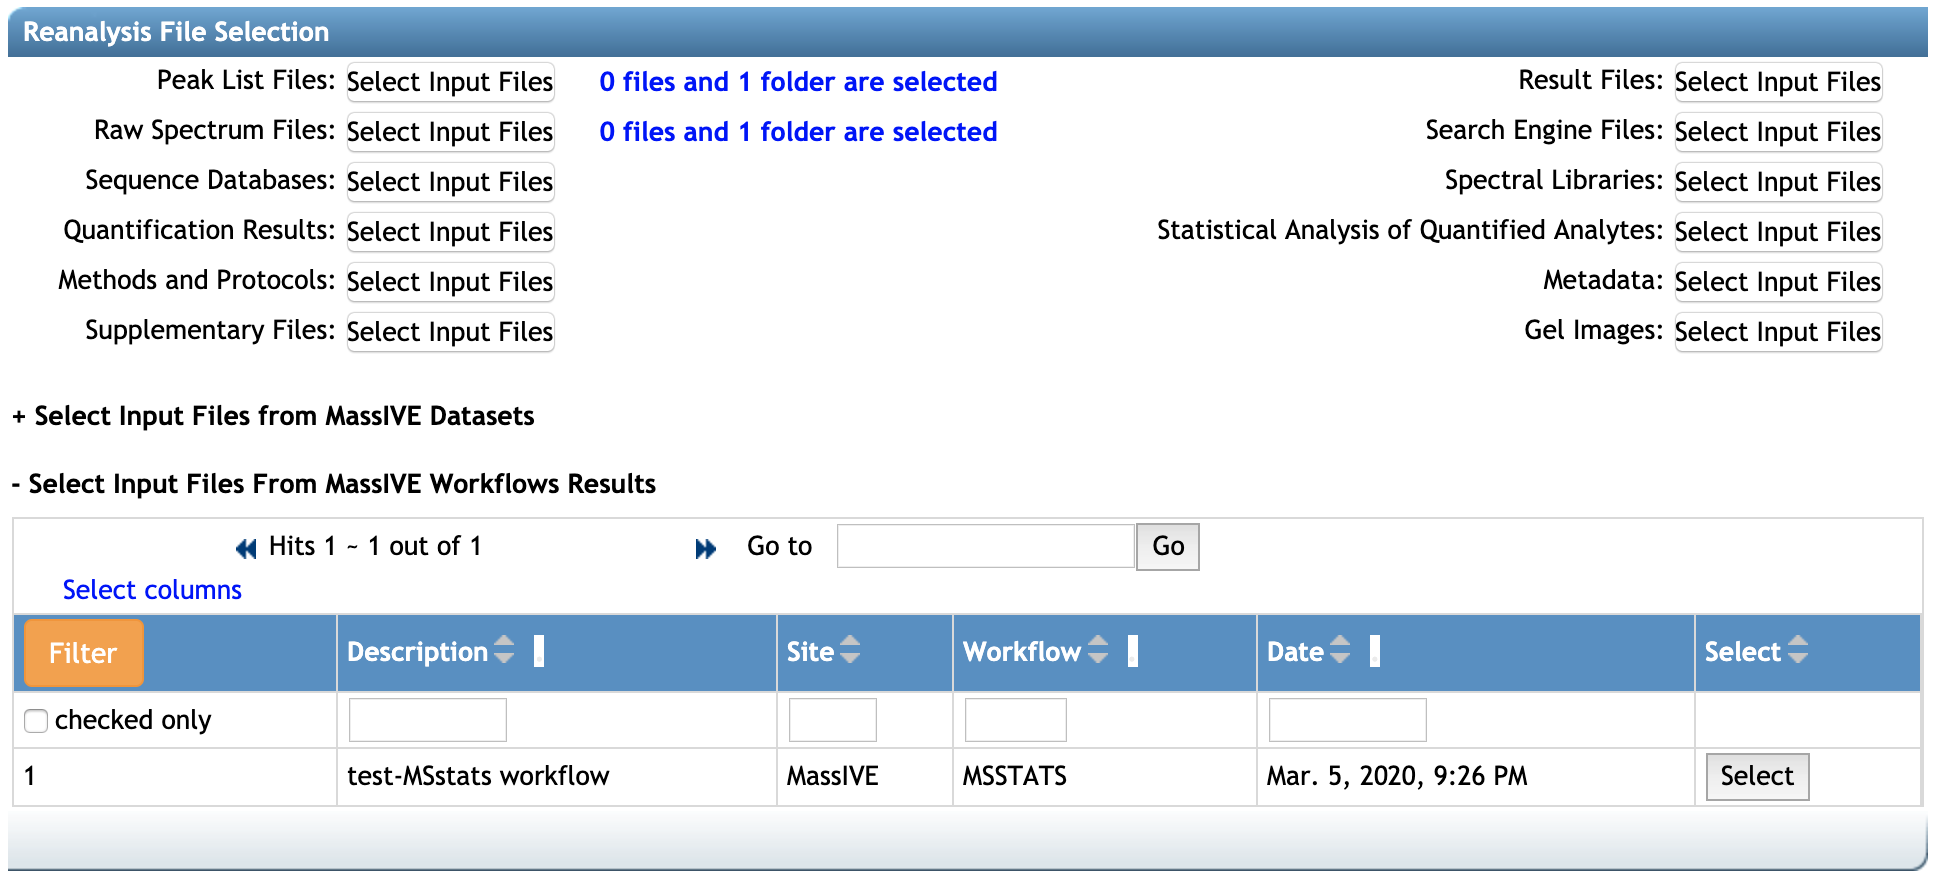 Reanalysis File Selection
Peak List Files: Select Input Files 0 files and 1 folder are selected Result Files: Select Input Files
Raw Spectrum Files: Select Input Files 0 files and 1 folder are selected Search Engine Files: Select Input Files
Sequence Databases: Select Input Files Spectral Libraries: Select Input Files
Quantification Results: Select Input Files Statistical Analysis of Quantified Analytes: Select Input Files
Methods and Protocols: Select Input Files Metadata: Select Input Files
Supplementary Files: Select Input Files Gel Images: Select Input Files
+ Select Input Files from MassIVE Datasets
- Select Input Files From MassIVE Workflows Results
Hits 1 ~ 1 out of 1 Go to Go
Select columns
Filter Description Site Workflow Date Select
checked only
1 test-MSstats workflow MassIVE MSSTATS Mar. 5, 2020, 9:26 PM Select